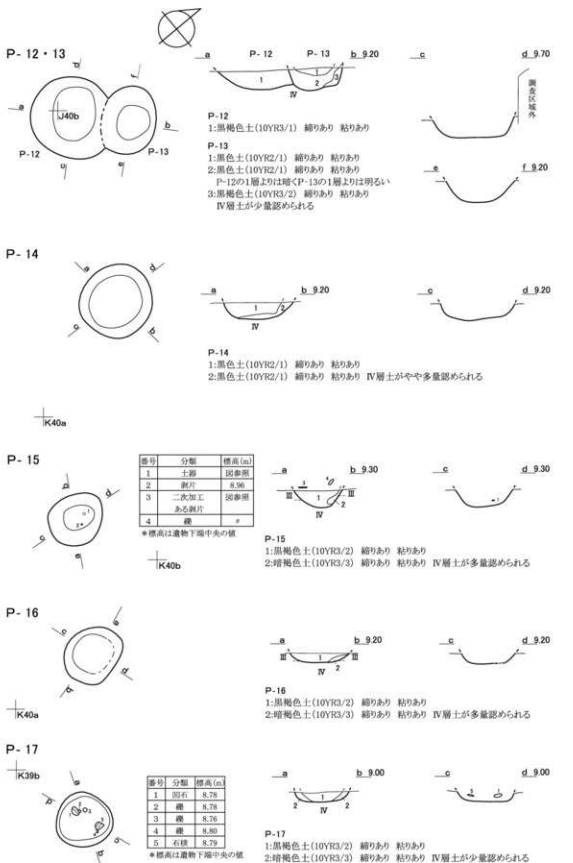 P-12・13
a P-12 P-13 b 9.20
c d 9.70
調査区域外
d
f
a
J40b
b
P-12
P-13
c
e
1
1
2
3
IV
e f 9.20
P-12
1:黒褐色土(10YR3/1) 締りあり 粘りあり
P-13
1:黒色土(10YR2/1) 締りあり 粘りあり
2:黒色土(10YR2/1) 締りあり 粘りあり
P-12の1層よりは暗くP-13の1層よりは明るい
3:黒褐色土(10YR3/2) 締りあり 粘りあり
IV層土が少量認められる
P-14
a
d
c
b
a b 9.20
c d 9.20
1
2
IV
P-14
1:黒色土(10YR2/1) 締りあり 粘りあり
2:黒色土(10YR2/1) 締りあり 粘りあり IV層土がやや多量認められる
K40a
P-15
b
d
c
a
番号 分類 標高(m)
1 土器 図参照
2 剥片 8.96
3 二次加工ある剥片 図参照
4 礫 〃
*標高は遺物下端中央の値
K40b
a b 9.30
c d 9.30
III
1
III
2
IV
P-15
1:黒褐色土(10YR3/2) 締りあり 粘りあり
2:暗褐色土(10YR3/3) 締りあり 粘りあり IV層土が多量認められる
P-16
c
a
b
d
K40a
a b 9.20
c d 9.20
III
1
III
IV
2
P-16
1:黒褐色土(10YR3/2) 締りあり 粘りあり
2:暗褐色土(10YR3/3) 締りあり 粘りあり IV層土が多量認められる
P-17
K39b
a
b
番号 分類 標高(m)
1 凹石 8.78
2 礫 8.78
3 礫 8.76
4 礫 8.80
5 石核 8.79
*標高は遺物下端中央の値
a b 9.00
c d 9.00
1
2
IV
2
P-17
1:黒褐色土(10YR3/2) 締りあり 粘りあり
2:暗褐色土(10YR3/3) 締りあり 粘りあり IV層土が少量認められる